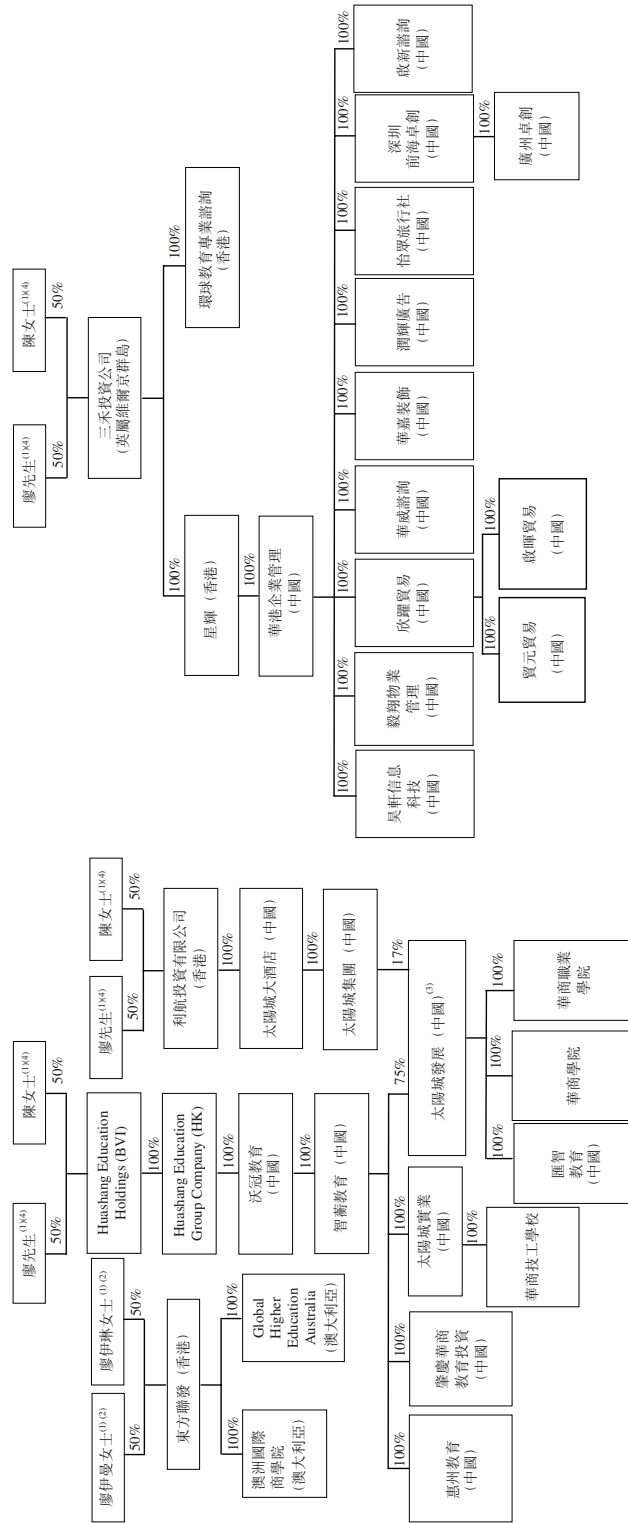 廖先生(1)(4)
陳女士(1)(4)
50%
50%
廖伊曼女士(1)(2)
廖伊琳女士(1)(2)
50%
50%
東方聯發（香港）
100%
100%
澳洲國際
商學院
（澳大利亞）
Global
Higher
Education
Australia
（澳大利亞）
Huashang Education
Holdings (BVI)
100%
Huashang Education
Group Company (HK)
100%
沃冠教育
（中國）
100%
智蘅教育（中國）
廖先生(1)(4)
陳女士(1)(4)
50%
50%
利航投資有限公司
（香港）
100%
太陽城大酒店（中國）
100%
太陽城集團（中國）
100%
100%
100%
75%
17%
惠州教育
（中國）
肇慶華商
教育投資
（中國）
太陽城實業
（中國）
太陽城發展（中國）(3)
100%
華商技工學校
100%
100%
100%
匯智
教育
（中國）
華商學院
華商職業
學院
廖先生(1)(4)
陳女士(1)(4)
50%
50%
三禾投資公司
（英屬維爾京群島）
100%
100%
星輝（香港）
環球教育專業諮詢
（香港）
100%
華港企業管理
（中國）
100%
100%
100%
100%
100%
100%
100%
100%
100%
昊軒信息
科技
（中國）
毅翔物業
管理
（中國）
欣躍貿易
（中國）
華威諮詢
（中國）
華嘉裝飾
（中國）
潤輝廣告
（中國）
怡眾旅行社
（中國）
深圳
前海卓創
（中國）
啟新諮詢
（中國）
100%
100%
100%
貿元貿易
（中國）
啟暉貿易
（中國）
廣州卓創
（中國）